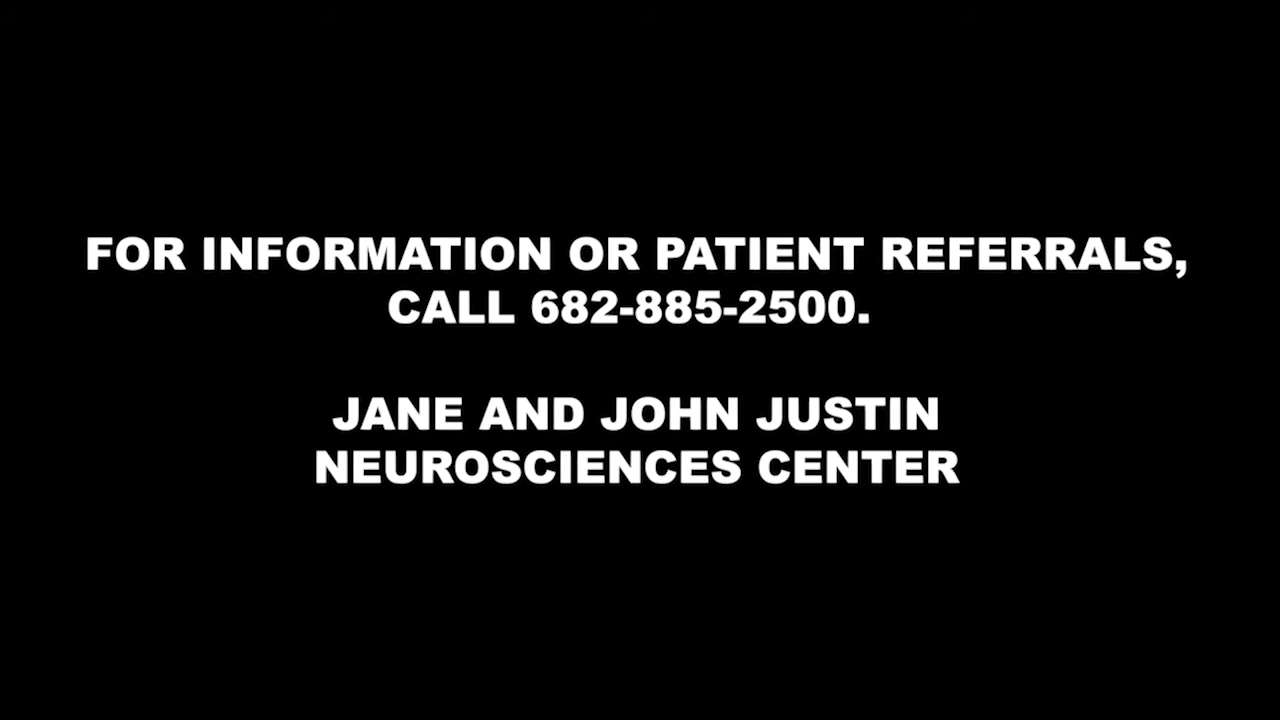 FOR INFORMATION OR PATIENT REFERRALS,
CALL 682-885-2500.
JANE AND JOHN JUSTIN
NEUROSCIENCES CENTER